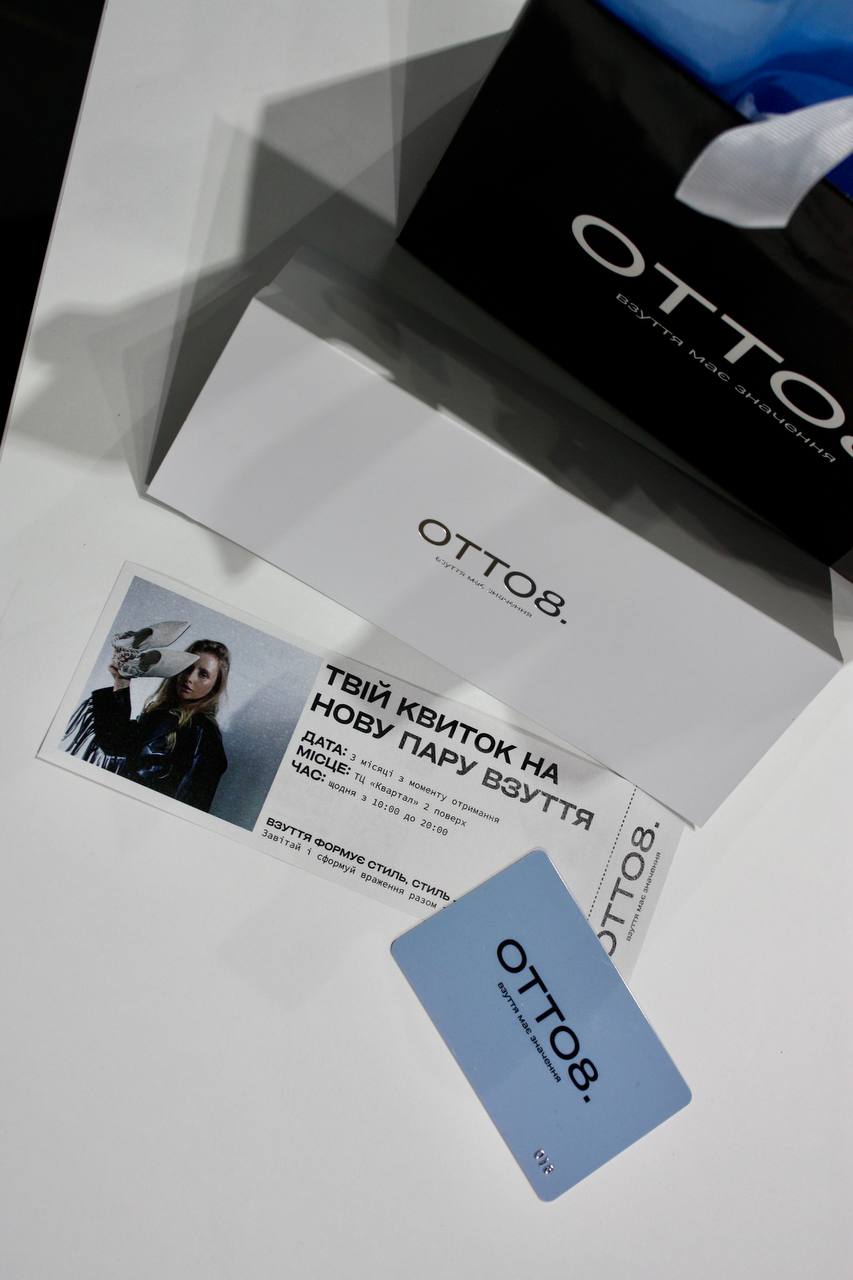 OTTO8
взуття має значення
OTTO8.
взуття має значення
ТВІЙ КВИТОК НА
НОВУ ПАРУ ВЗУТТЯ
ДАТА: 3 місяці з моменту отримання
МІСЦЕ: ТЦ «Квартал» 2 поверх
ЧАС: щодня з 10:00 до 20:00
ВЗУТТЯ ФОРМУЄ СТИЛЬ, СТИЛЬ
Завітай і сформуй враження разом
OTTO8.
взуття має значення
OTTO8.
взуття має значення